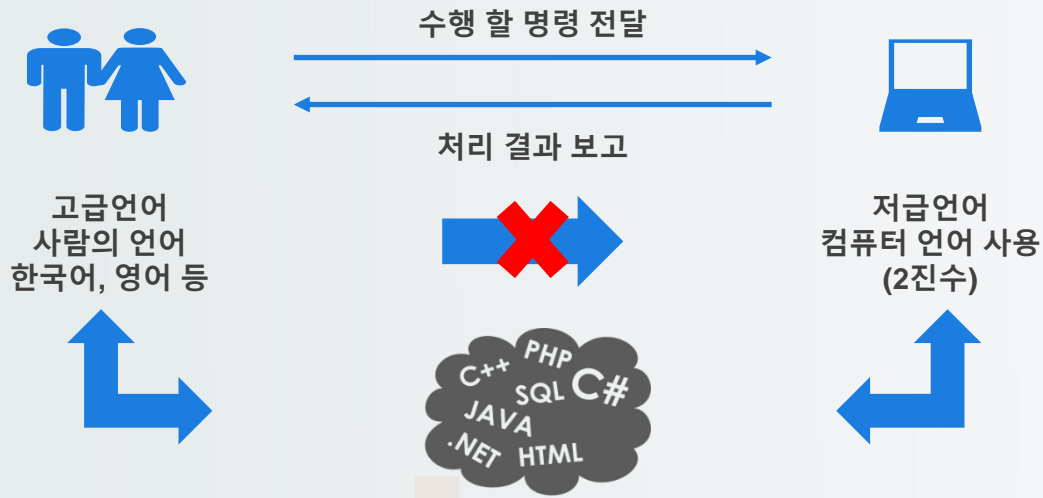 수행 할 명령 전달
처리 결과 보고
고급언어
사람의 언어
한국어, 영어 등
저급언어
컴퓨터 언어 사용
(2진수)
C++
PHP
SQL
C#
JAVA
.NET
HTML